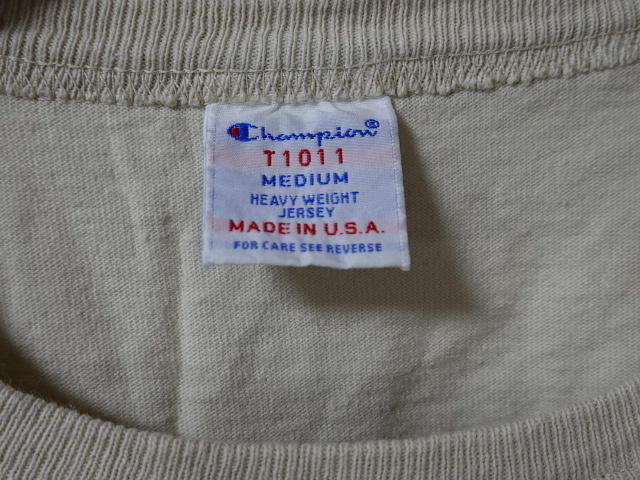 Champion®
T1011
MEDIUM
HEAVY WEIGHT
JERSEY
MADE IN U.S.A.
FOR CARE SEE REVERSE